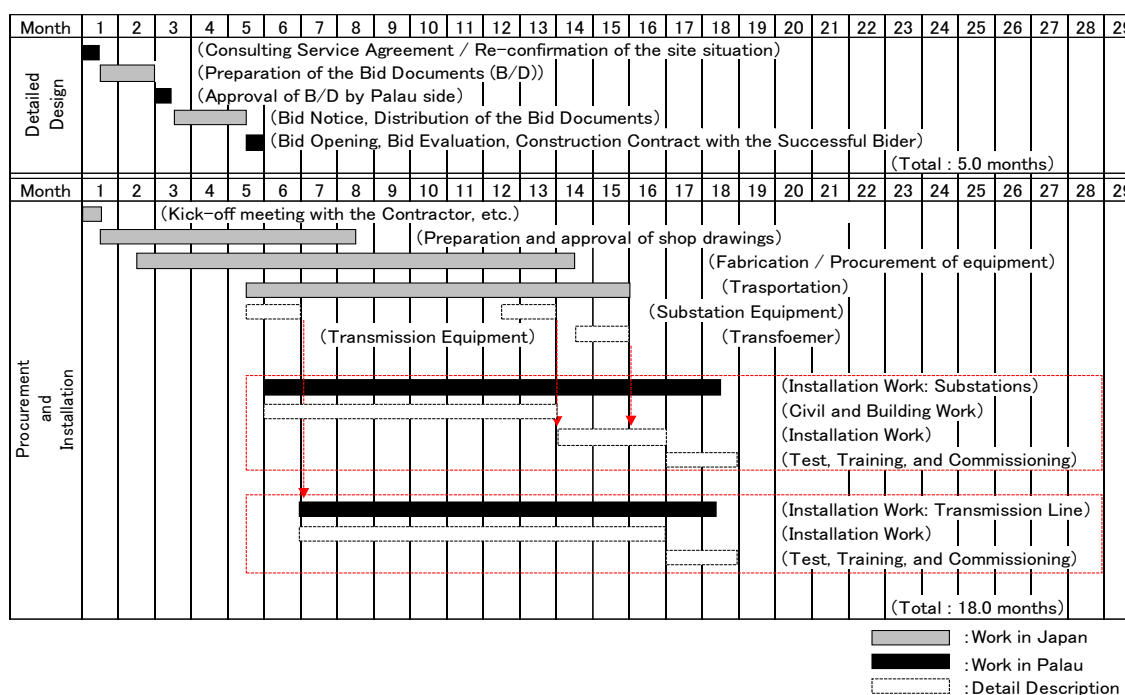 Month 1 2 3 4 5 6 7 8 9 10 11 12 13 14 15 16 17 18 19 20 21 22 23 24 25 26 27 28 29
Detailed
Design
(Consulting Service Agreement / Re-confirmation of the site situation)
(Preparation of the Bid Documents (B/D))
(Approval of B/D by Palau side)
(Bid Notice, Distribution of the Bid Documents)
(Bid Opening, Bid Evaluation, Construction Contract with the Successful Bider)
(Total : 5.0 months)
Month 1 2 3 4 5 6 7 8 9 10 11 12 13 14 15 16 17 18 19 20 21 22 23 24 25 26 27 28 29
Procurement
and
Installation
(Kick-off meeting with the Contractor, etc.)
(Preparation and approval of shop drawings)
(Fabrication / Procurement of equipment)
(Trasportation)
(Substation Equipment)
(Transmission Equipment) (Transfoemer)
(Installation Work: Substations)
(Civil and Building Work)
(Installation Work)
(Test, Training, and Commissioning)
(Installation Work: Transmission Line)
(Installation Work)
(Test, Training, and Commissioning)
(Total : 18.0 months)
:Work in Japan
:Work in Palau
:Detail Description